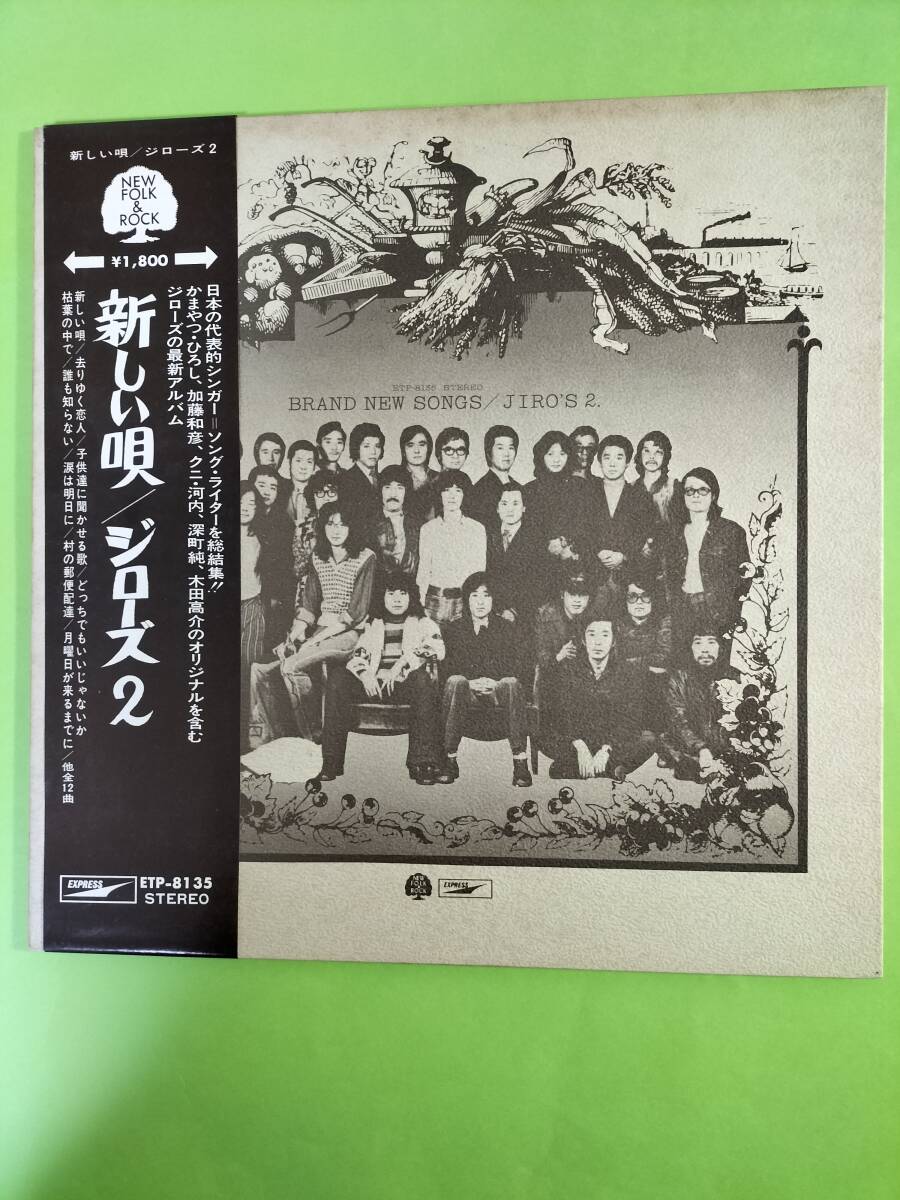 新しい唄/ジローズ2
NEW
FOLK
&
ROCK
¥1,800
日本の代表的シンガー=ソング・ライターを総結集!!
かまやつ・ひろし、加藤和彦、クニ・河内、深町純、木田高介のオリジナルを含む
ジローズの最新アルバム
新しい唄/ジローズ2
新しい唄/去りゆく恋人/子供達に聞かせる歌/どっちでもいいじゃないか
枯葉の中で/誰も知らない/涙は明日に/村の郵便配達/月曜日が来るまでに/他全12曲
EXPRESS
ETP-8135
STEREO
ETP-8135 STEREO
BRAND NEW SONGS/JIRO'S 2.
NEW
FOLK
&
ROCK
EXPRESS